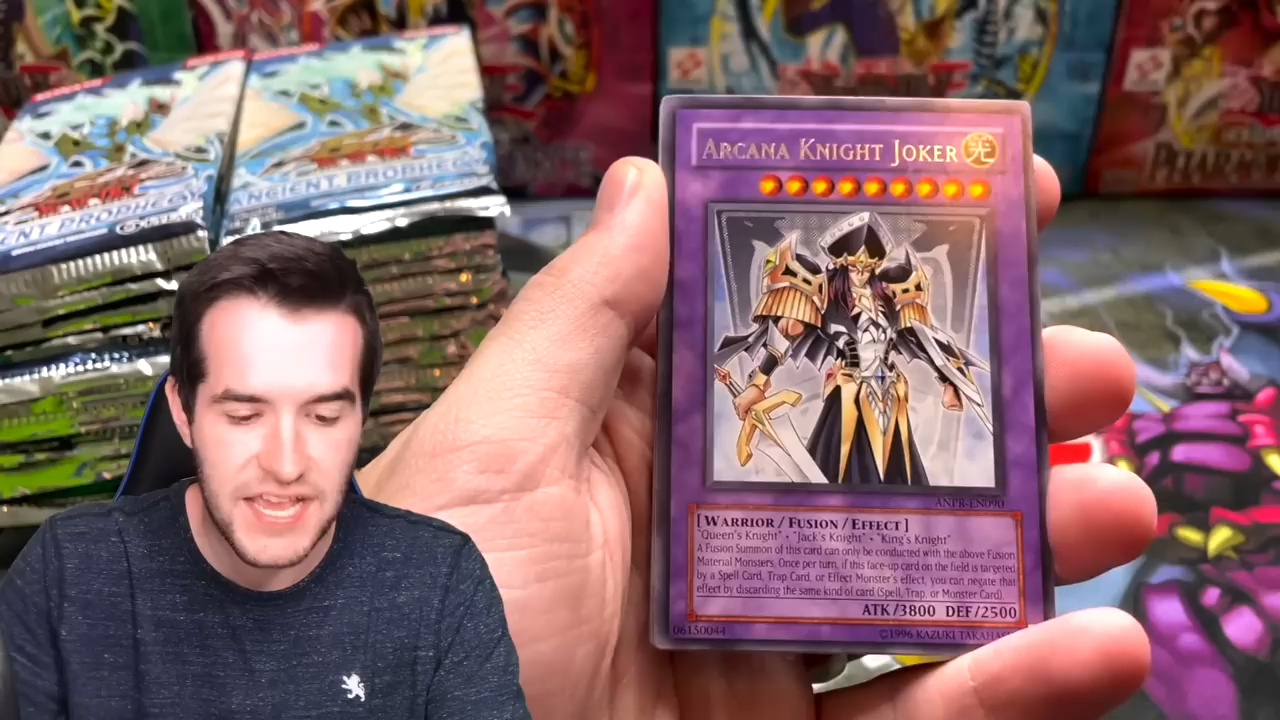 ENT PROPHECY
ANCIENT PROPHECY
ARCANA KNIGHT JOKER
光
ANPR-EN090
[WARRIOR / FUSION / EFFECT]
"Queen's Knight" + "Jack's Knight" + "King's Knight"
A Fusion Summon of this card can only be conducted with the above Fusion
Material Monsters. Once per turn, if this face-up card on the field is targeted
by a Spell Card, Trap Card, or Effect Monster's effect, you can negate that
effect by discarding the same kind of card (Spell, Trap, or Monster Card).
ATK/3800 DEF/2500
06150044
©1996 KAZUKI TAKAHAS